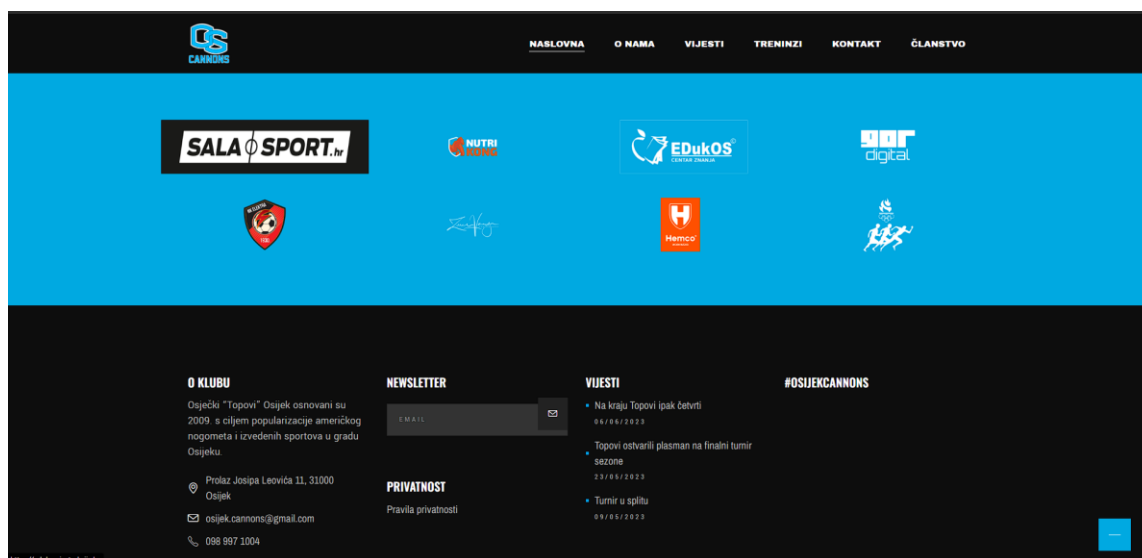 OS
CANNONS
NASLOVNA O NAMA VIJESTI TRENINZI KONTAKT ČLANSTVO
SALA SPORT.hr
NUTRI
KONG
EDukOS©
CENTAR ZNANJA
gor
digital
Hemco
O KLUBU
Osječki “Topovi” Osijek osnovani su
2009. s ciljem popularizacije američkog
nogometa i izvedenih sportova u gradu
Osijeku.
Prolaz Josipa Leovića 11, 31000
Osijek
osijek.cannons@gmail.com
098 997 1004
NEWSLETTER
EMAIL
PRIVATNOST
Pravila privatnosti
VIJESTI
Na kraju Topovi ipak četvrti
06/06/2023
Topovi ostvarili plasman na finalni turnir
sezone
23/05/2023
Turnir u splitu
09/05/2023
#OSIJEKCANNONS